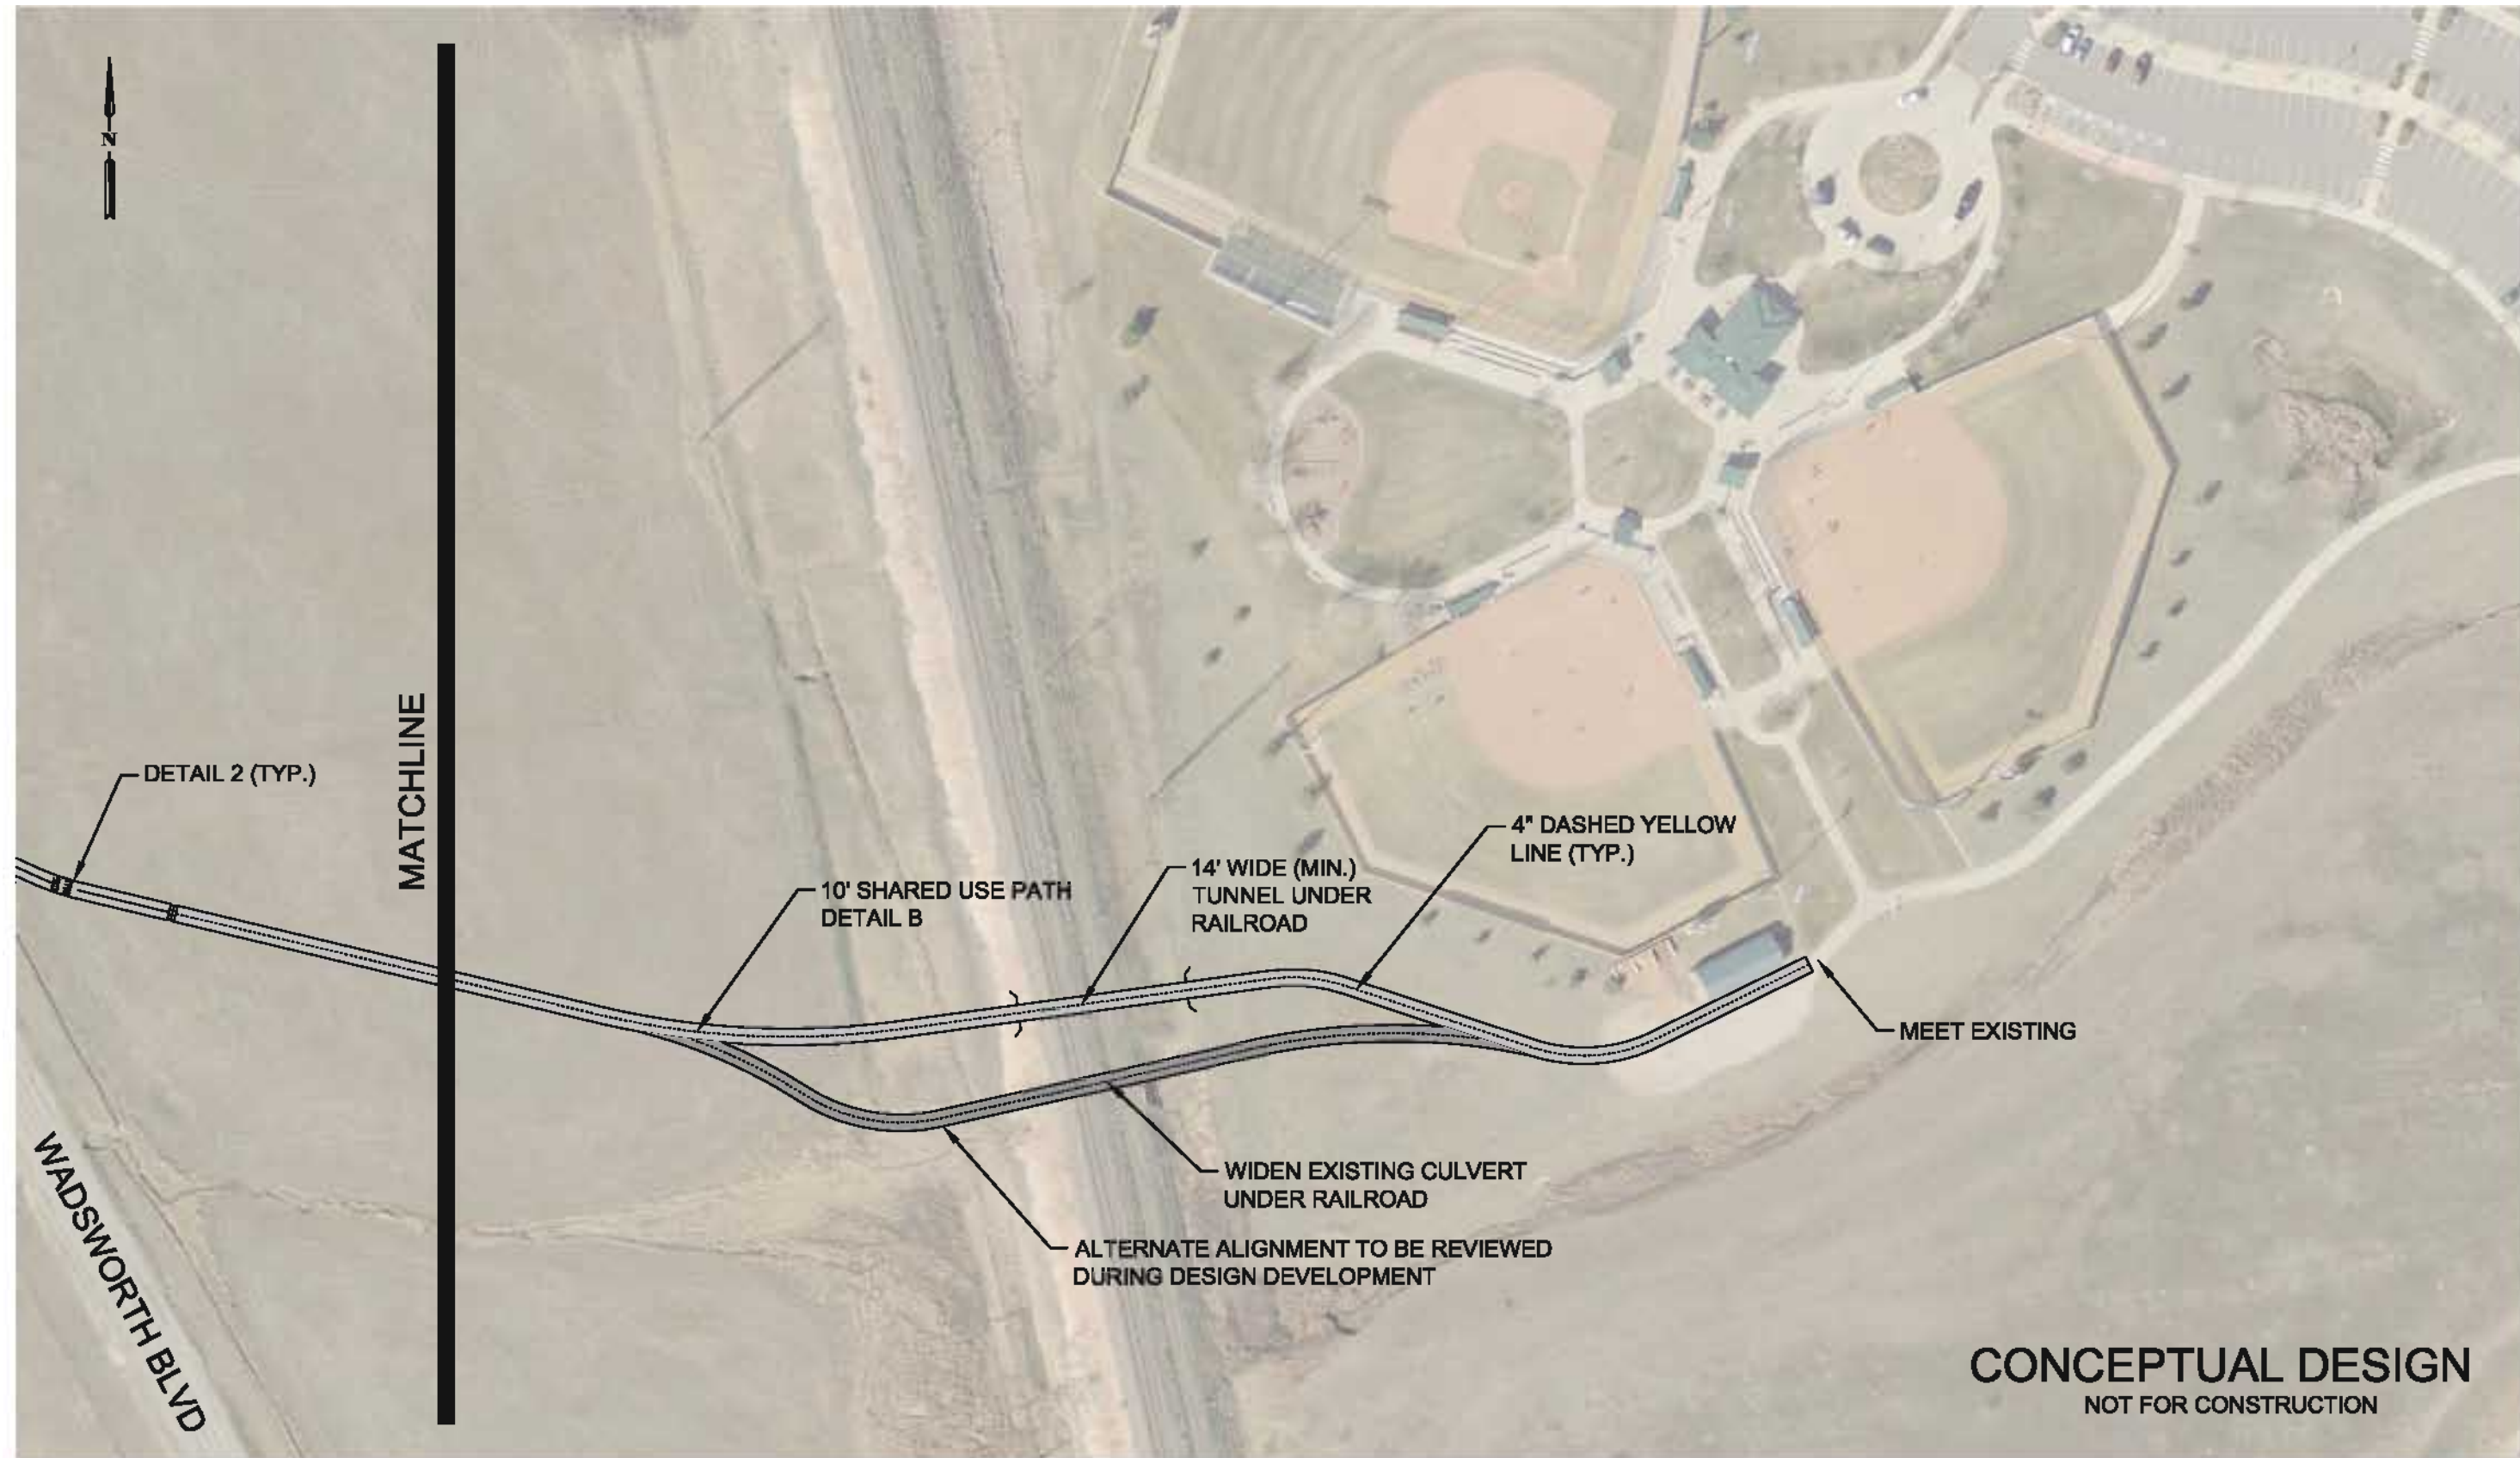 N
MATCHLINE
DETAIL 2 (TYP.)
4" DASHED YELLOW
LINE (TYP.)
14' WIDE (MIN.)
TUNNEL UNDER
RAILROAD
10' SHARED USE PATH
DETAIL B
MEET EXISTING
WIDEN EXISTING CULVERT
UNDER RAILROAD
ALTERNATE ALIGNMENT TO BE REVIEWED
DURING DESIGN DEVELOPMENT
WADSWORTH BLVD
CONCEPTUAL DESIGN
NOT FOR CONSTRUCTION